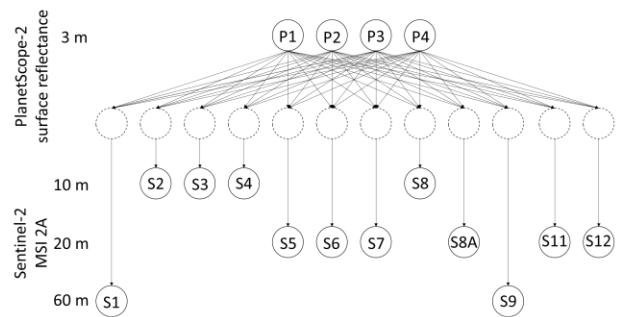 PlanetScope-2
surface reflectance
3 m
P1 P2 P3 P4
Sentinel-2
MSI 2A
10 m
S2 S3 S4 S8
20 m
S5 S6 S7 S8A S11 S12
60 m
S1 S9